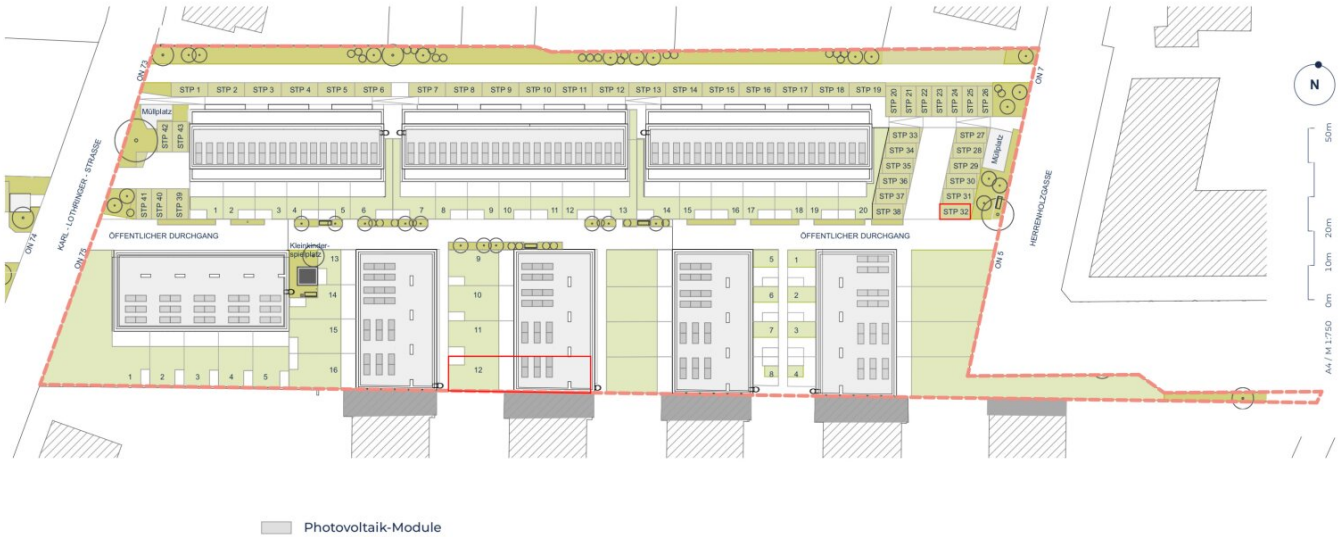 ON 73
ON 7
STP 1 STP 2 STP 3 STP 4 STP 5 STP 6 STP 7 STP 8 STP 9 STP 10 STP 11 STP 12 STP 13 STP 14 STP 15 STP 16 STP 17 STP 18 STP 19 STP 20 STP 21 STP 22 STP 23 STP 24 STP 25 STP 26
N
Müllplatz
STP 42 STP 43
STP 33 STP 27
STP 34 STP 28
STP 35 STP 29
STP 36 STP 30
STP 37 STP 31
STP 38 STP 32
Müllplatz
STP 41 STP 40 STP 39
1 2 3 4 5 6 7 8 9 10 11 12 13 14 15 16 17 18 19 20
KARL - LOTHRINGER - STRASSE
HERRENHOLZGASSE
ON 74
ON 75
ON 5
ÖFFENTLICHER DURCHGANG
ÖFFENTLICHER DURCHGANG
Kleinkinder-
spielplatz
13 9 5 1
14 10 6 2
15 11 7 3
16 12 8 4
1 2 3 4 5
50m
20m
10m
0m
A4 / M 1:750
Photovoltaik-Module